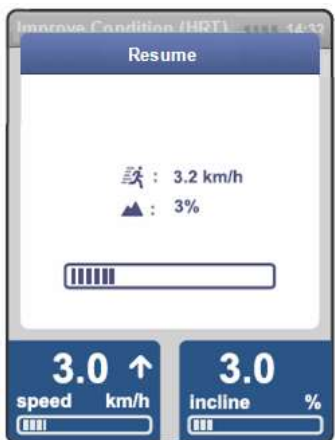 Improve Condition (HRT) 14:32
Resume
: 3.2 km/h
: 3%
3.0 3.0
speed km/h incline %